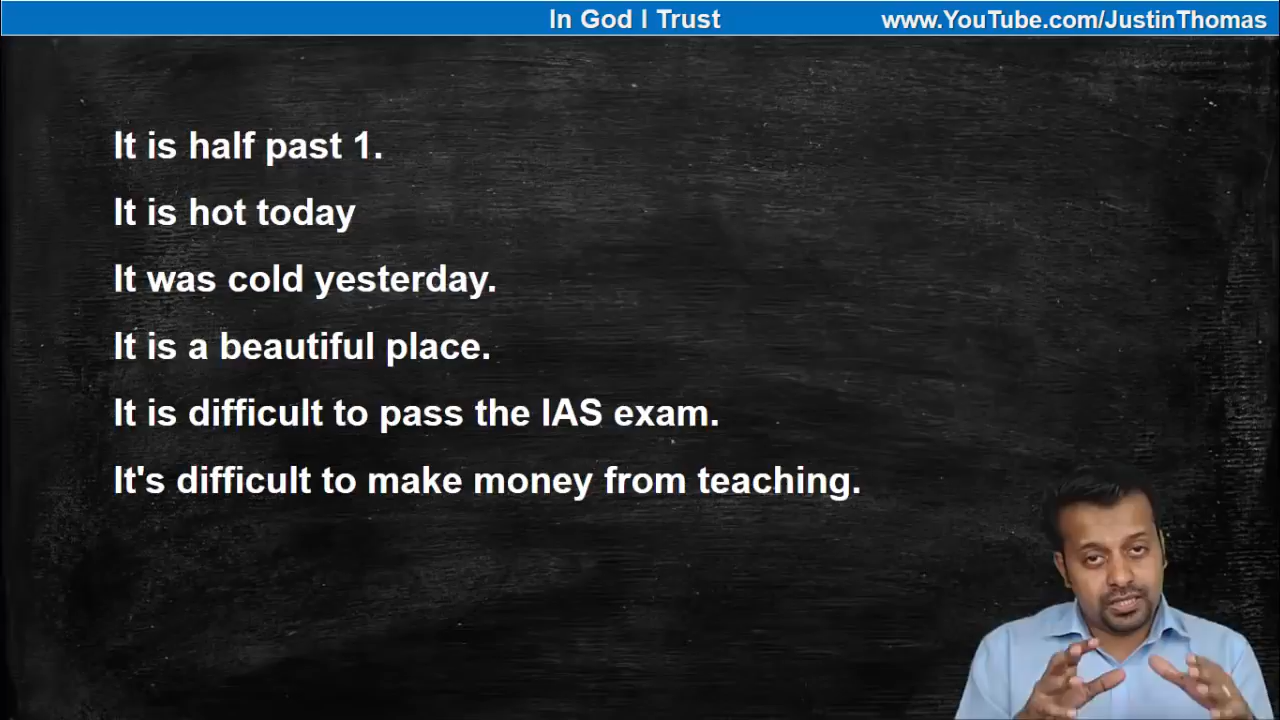 In God I Trust
www.YouTube.com/JustinThomas
It is half past 1.
It is hot today
It was cold yesterday.
It is a beautiful place.
It is difficult to pass the IAS exam.
It's difficult to make money from teaching.